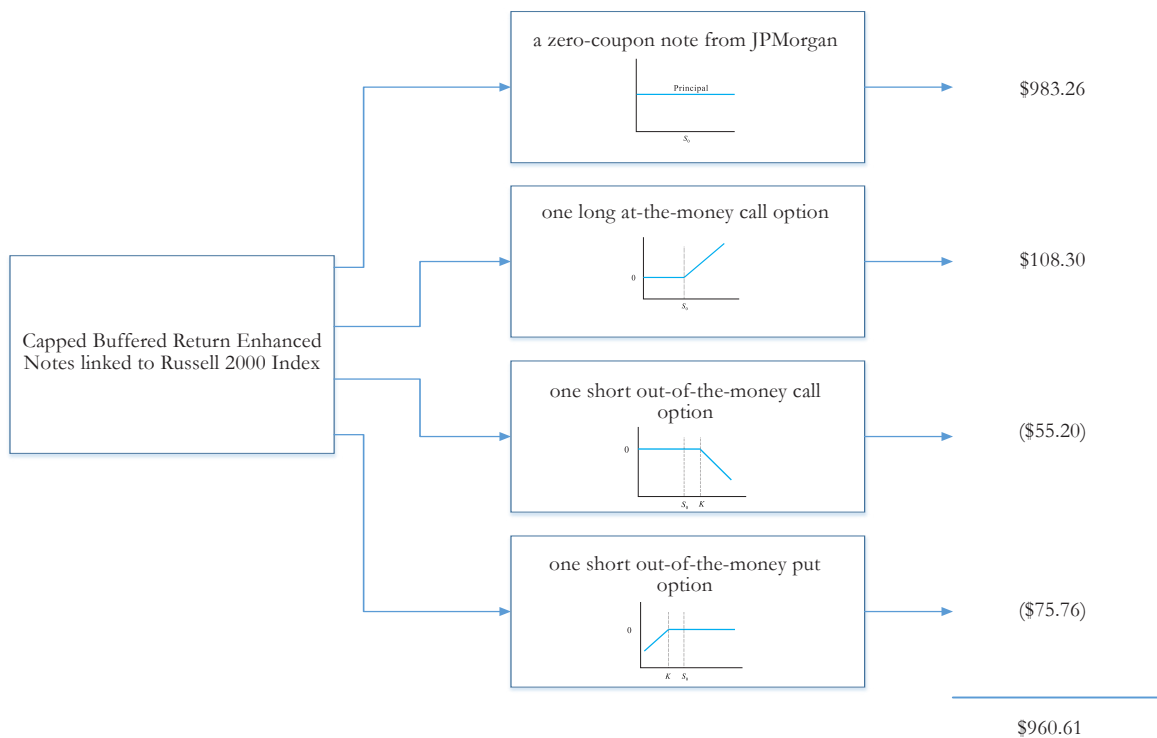 a zero-coupon note from JPMorgan
Principal
S0
$983.26
one long at-the-money call option
0
S0
$108.30
Capped Buffered Return Enhanced
Notes linked to Russell 2000 Index
one short out-of-the-money call
option
0
S0 K
($55.20)
one short out-of-the-money put
option
0
K S0
($75.76)
$960.61